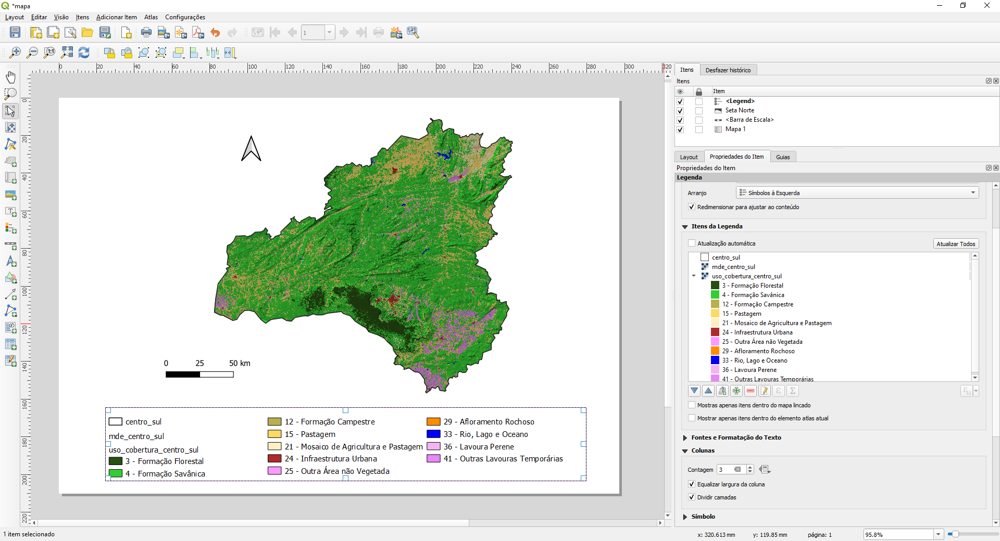 *mapa
Layout Editar Visão Itens Adicionar Item Atlas Configurações
1
1:1
0 20 40 60 80 100 120 140 160 180 200 220 240 260 280 300 320
0 20 40 60 80 100 120 140 160 180 200 220
0 25 50 km
centro_sul
mde_centro_sul
uso_cobertura_centro_sul
3 - Formação Florestal
4 - Formação Savânica
12 - Formação Campestre
15 - Pastagem
21 - Mosaico de Agricultura e Pastagem
24 - Infraestrutura Urbana
25 - Outra Área não Vegetada
29 - Afloramento Rochoso
33 - Rio, Lago e Oceano
36 - Lavoura Perene
41 - Outras Lavouras Temporárias
Itens Desfazer histórico
Itens
Item
<Legend>
Seta Norte
<Barra de Escala>
Mapa 1
Layout Propriedades do Item Guias
Propriedades do Item
Legenda
Arranjo Símbolos à Esquerda
Redimensionar para ajustar ao conteúdo
Itens da Legenda
Atualização automática Atualizar Todos
centro_sul
mde_centro_sul
uso_cobertura_centro_sul
3 - Formação Florestal
4 - Formação Savânica
12 - Formação Campestre
15 - Pastagem
21 - Mosaico de Agricultura e Pastagem
24 - Infraestrutura Urbana
25 - Outra Área não Vegetada
29 - Afloramento Rochoso
33 - Rio, Lago e Oceano
36 - Lavoura Perene
41 - Outras Lavouras Temporárias
Mostras apenas itens dentro do mapa lincado
Mostrar apenas itens dentro do elemento atlas atual
Fontes e Formatação do Texto
Colunas
Contagem 3
Equalizar largura da coluna
Dividir camadas
Símbolo
1 item selecionado
x: 320.613 mm y: 119.85 mm página: 1 95.8%